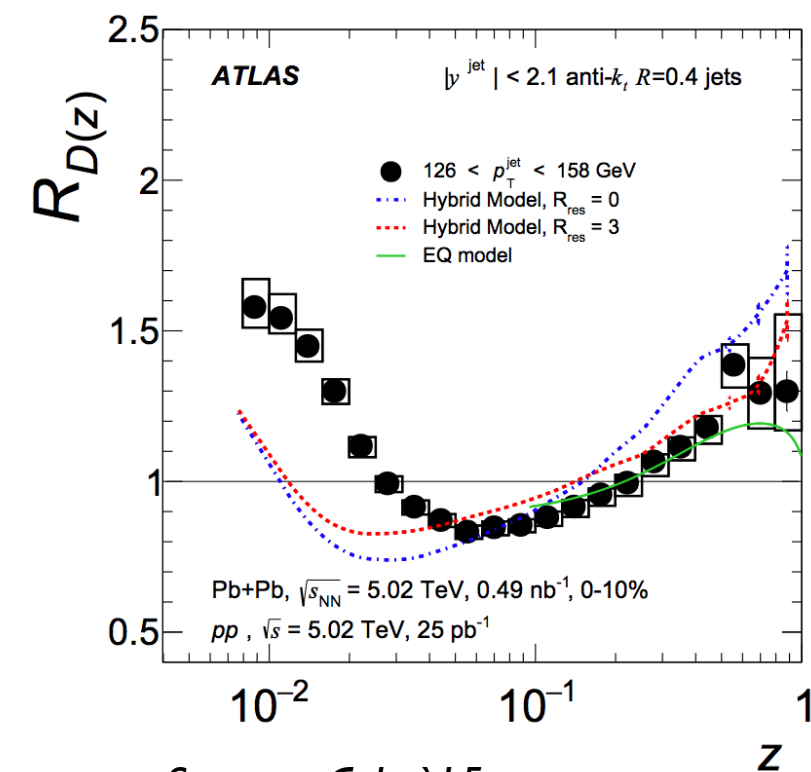 2.5
ATLAS
|y jet | < 2.1 anti-kt R=0.4 jets
R D(z)
126 < pT jet < 158 GeV
Hybrid Model, Rres = 0
Hybrid Model, Rres = 3
EQ model
2
1.5
1
Pb+Pb, √sNN = 5.02 TeV, 0.49 nb-1, 0-10%
pp , √s = 5.02 TeV, 25 pb-1
0.5
10−2
10−1
1
z